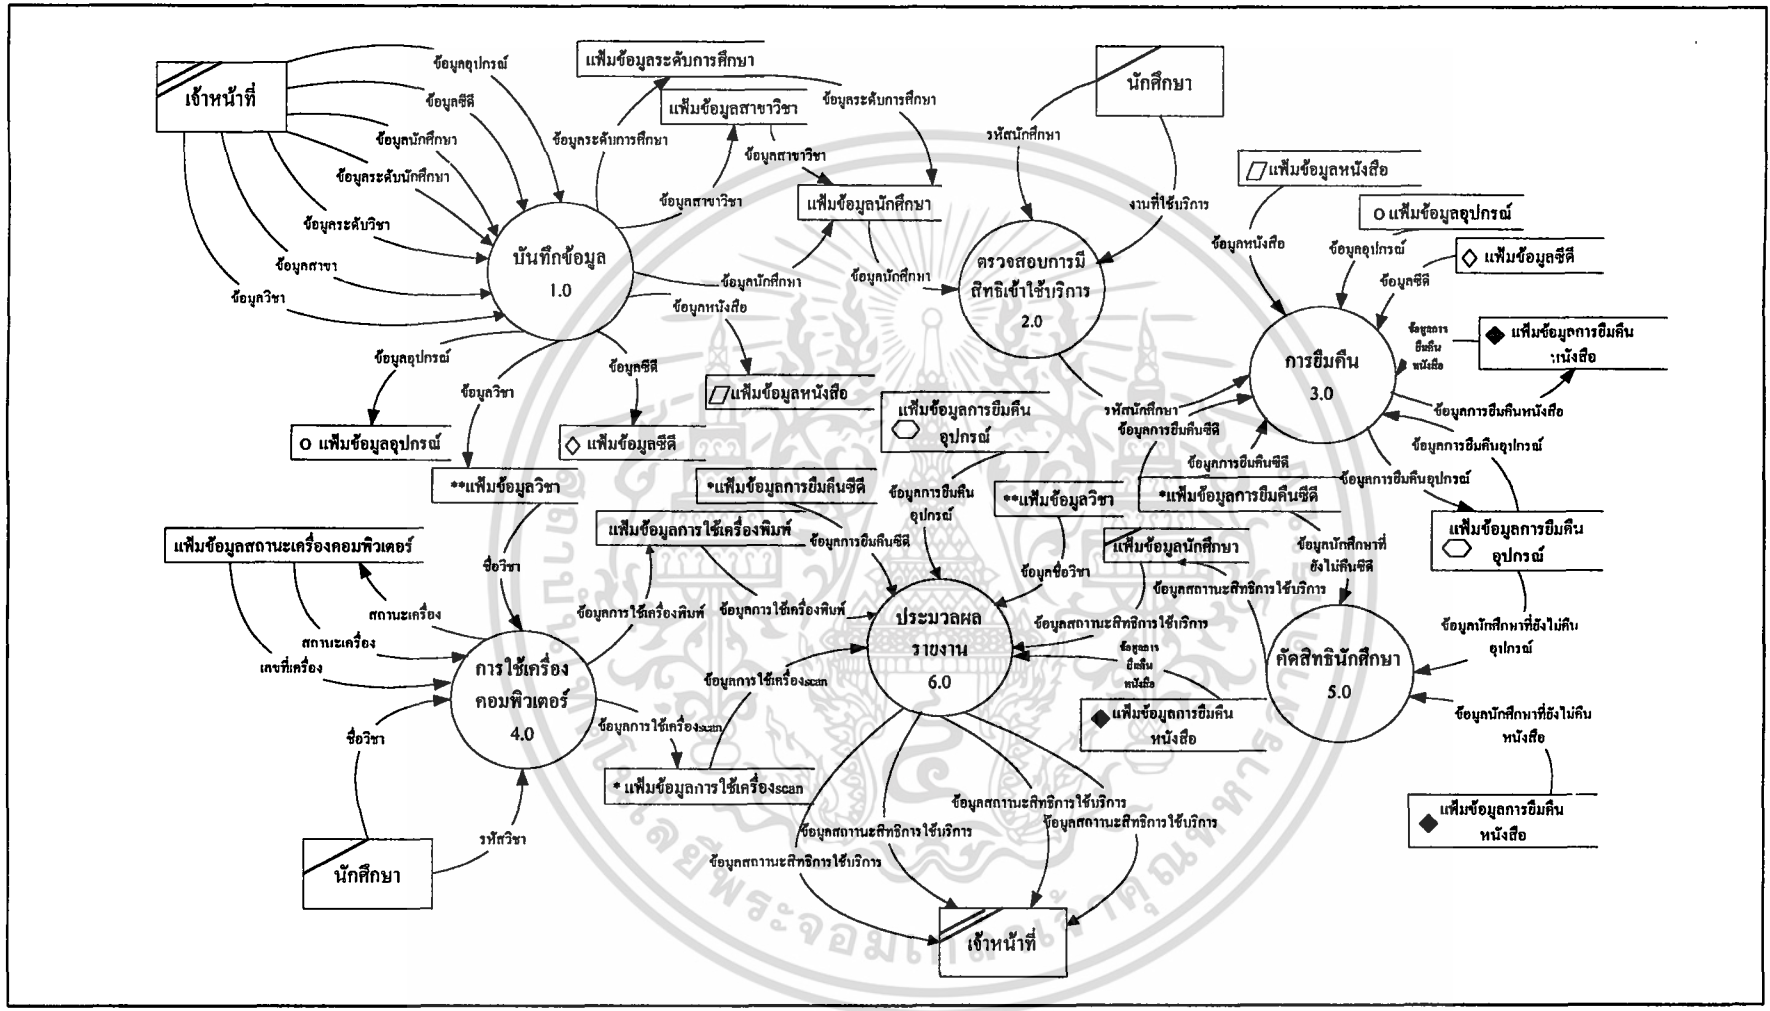 เจ้าหน้าที่
ข้อมูลอุปกรณ์
ข้อมูลซีดี
ข้อมูลนักศึกษา
ข้อมูลระดับนักศึกษา
ข้อมูลระดับวิชา
ข้อมูลสาขา
ข้อมูลวิชา
บันทึกข้อมูล
1.0
แฟ้มข้อมูลระดับการศึกษา
แฟ้มข้อมูลสาขาวิชา
ข้อมูลระดับการศึกษา
ข้อมูลระดับการศึกษา
ข้อมูลสาขาวิชา
ข้อมูลสาขาวิชา
แฟ้มข้อมูลนักศึกษา
ข้อมูลนักศึกษา
ข้อมูลนักศึกษา
ข้อมูลหนังสือ
ข้อมูลซีดี
ข้อมูลอุปกรณ์
ข้อมูลวิชา
แฟ้มข้อมูลหนังสือ
O แฟ้มข้อมูลอุปกรณ์
แฟ้มข้อมูลซีดี
**แฟ้มข้อมูลวิชา
นักศึกษา
รหัสนักศึกษา
งานที่ใช้บริการ
ตรวจสอบการมี
สิทธิเข้าใช้บริการ
2.0
แฟ้มข้อมูลหนังสือ
O แฟ้มข้อมูลอุปกรณ์
แฟ้มข้อมูลซีดี
ข้อมูลหนังสือ
ข้อมูลอุปกรณ์
ข้อมูลซีดี
ข้อมูลการ
ยืมคืน
หนังสือ
แฟ้มข้อมูลการยืมคืน
หนังสือ
การยืมคืน
3.0
รหัสนักศึกษา
ข้อมูลการยืมคืนซีดี
ข้อมูลการยืมคืนซีดี
ข้อมูลการยืมคืนหนังสือ
ข้อมูลการยืมคืนอุปกรณ์
ข้อมูลการยืมคืนอุปกรณ์
*แฟ้มข้อมูลการยืมคืนซีดี
แฟ้มข้อมูลการยืมคืน
อุปกรณ์
แฟ้มข้อมูลการยืมคืน
อุปกรณ์
*แฟ้มข้อมูลการยืมคืนซีดี
**แฟ้มข้อมูลวิชา
ข้อมูลการยืมคืน
อุปกรณ์
แฟ้มข้อมูลการใช้เครื่องพิมพ์
ข้อมูลการยืมคืนซีดี
แฟ้มข้อมูลนักศึกษา
ข้อมูลนักศึกษาที่
ยังไม่คืนซีดี
แฟ้มข้อมูลสถานะเครื่องคอมพิวเตอร์
ชื่อวิชา
สถานะเครื่อง
สถานะเครื่อง
เลขที่เครื่อง
ข้อมูลการใช้เครื่องพิมพ์
ข้อมูลการใช้เครื่องพิมพ์
ข้อมูลชื่อวิชา
ข้อมูลสถาานะสิทธิการใช้บริการ
ข้อมูลสถาานะสิทธิการใช้บริการ
การใช้เครื่อง
คอมพิวเตอร์
4.0
ประมวลผล
รายงาน
6.0
ข้อมูลการ
ยืมคืน
หนังสือ
คัดสิทธินักศึกษา
5.0
ข้อมูลนักศึกษาที่ยังไม่คืน
อุปกรณ์
ข้อมูลนักศึกษาที่ยังไม่คืน
หนังสือ
ข้อมูลการใช้เครื่องscan
ข้อมูลการใช้เครื่องscan
แฟ้มข้อมูลการยืมคืน
หนังสือ
ชื่อวิชา
* แฟ้มข้อมูลการใช้เครื่องscan
แฟ้มข้อมูลการยืมคืน
หนังสือ
รหัสวิชา
นักศึกษา
ข้อมูลสถาานะสิทธิการใช้บริการ
ข้อมูลสถาานะสิทธิการใช้บริการ
ข้อมูลสถาานะสิทธิการใช้บริการ
ข้อมูลสถาานะสิทธิการใช้บริการ
เจ้าหน้าที่